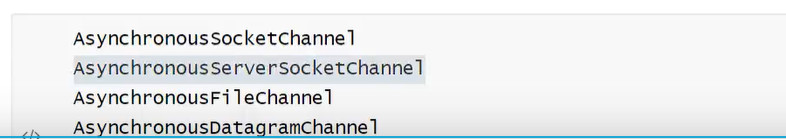 AsynchronousSocketChannel
AsynchronousServerSocketChannel
AsynchronousFileChannel
AsynchronousDatagramChannel
</>